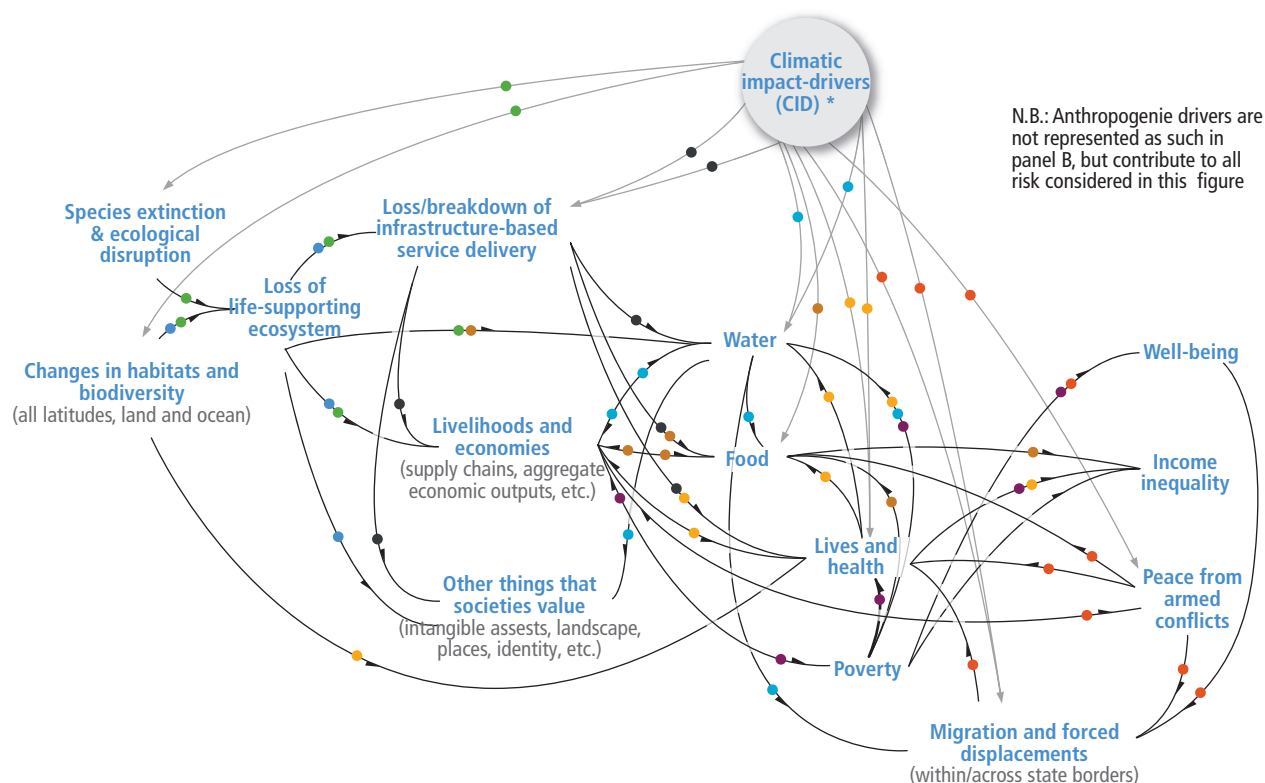 Climatic
impact-drivers
(CID) *
N.B.: Anthropogenie drivers are
not represented as such in
panel B, but contribute to all
risk considered in this figure
Species extinction
& ecological
disruption
Loss/breakdown of
infrastructure-based
service delivery
Loss of
life-supporting
ecosystem
Water
Well-being
Changes in habitats and
biodiversity
(all latitudes, land and ocean)
Livelihoods and
economies
(supply chains, aggregate
economic outputs, etc.)
Food
Income
inequality
Lives and
health
Other things that
societies value
(intangible assests, landscape,
places, identity, etc.)
Peace from
armed
conflicts
Poverty
Migration and forced
displacements
(within/across state borders)